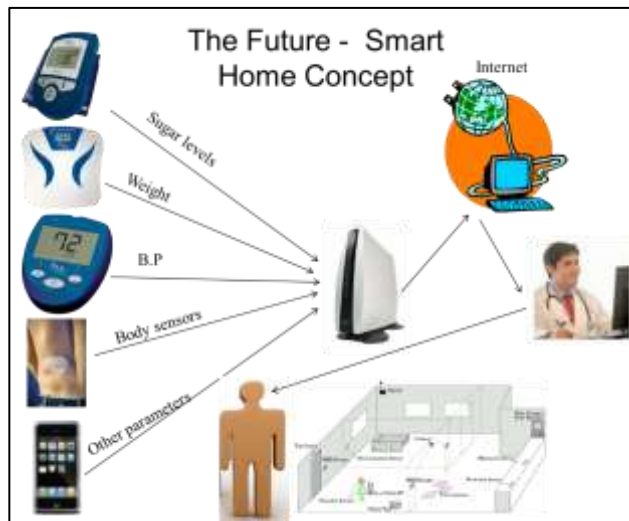 The Future - Smart
Home Concept
Internet
Sugar levels
Weight
B.P
72
Body sensors
Other parameters